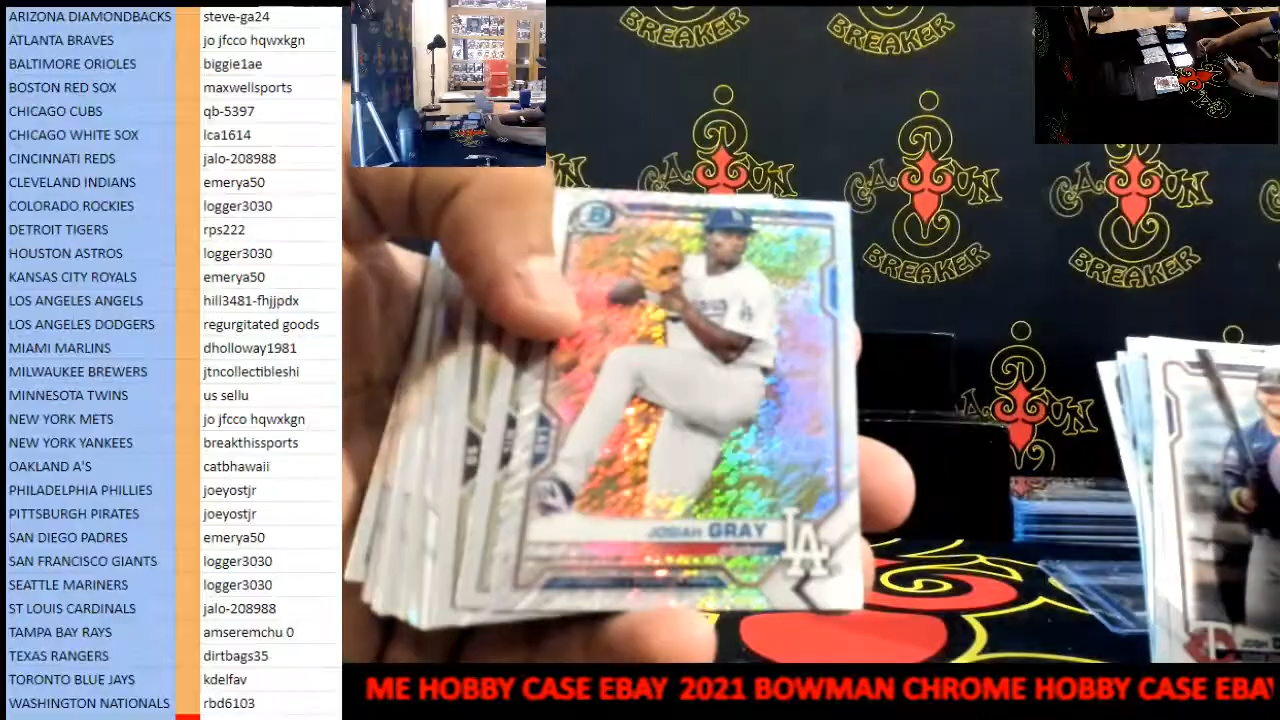 ARIZONA DIAMONDBACKS steve-ga24
ATLANTA BRAVES jo jfcco hqwxkgn
BALTIMORE ORIOLES biggie1ae
BOSTON RED SOX maxwellsports
CHICAGO CUBS qb-5397
CHICAGO WHITE SOX lca1614
CINCINNATI REDS jalo-208988
CLEVELAND INDIANS emerya50
COLORADO ROCKIES logger3030
DETROIT TIGERS rps222
HOUSTON ASTROS logger3030
KANSAS CITY ROYALS emerya50
LOS ANGELES ANGELS hill3481-fhjjpdx
LOS ANGELES DODGERS regurgitated goods
MIAMI MARLINS dholloway1981
MILWAUKEE BREWERS jtncollectibleshi
MINNESOTA TWINS us sellu
NEW YORK METS jo jfcco hqwxkgn
NEW YORK YANKEES breakthissports
OAKLAND A'S catbhawaii
PHILADELPHIA PHILLIES joeyostjr
PITTSBURGH PIRATES joeyostjr
SAN DIEGO PADRES emerya50
SAN FRANCISCO GIANTS logger3030
SEATTLE MARINERS logger3030
ST LOUIS CARDINALS jalo-208988
TAMPA BAY RAYS amseremchu 0
TEXAS RANGERS dirtbags35
TORONTO BLUE JAYS kdelfav
WASHINGTON NATIONALS rbd6103
BREAKER BREAKER
CAJUN BREAKER
CAJUN BREAKER
B
LA
JOSIAH GRAY
LA
ME HOBBY CASE EBAY 2021 BOWMAN CHROME HOBBY CASE EBAY